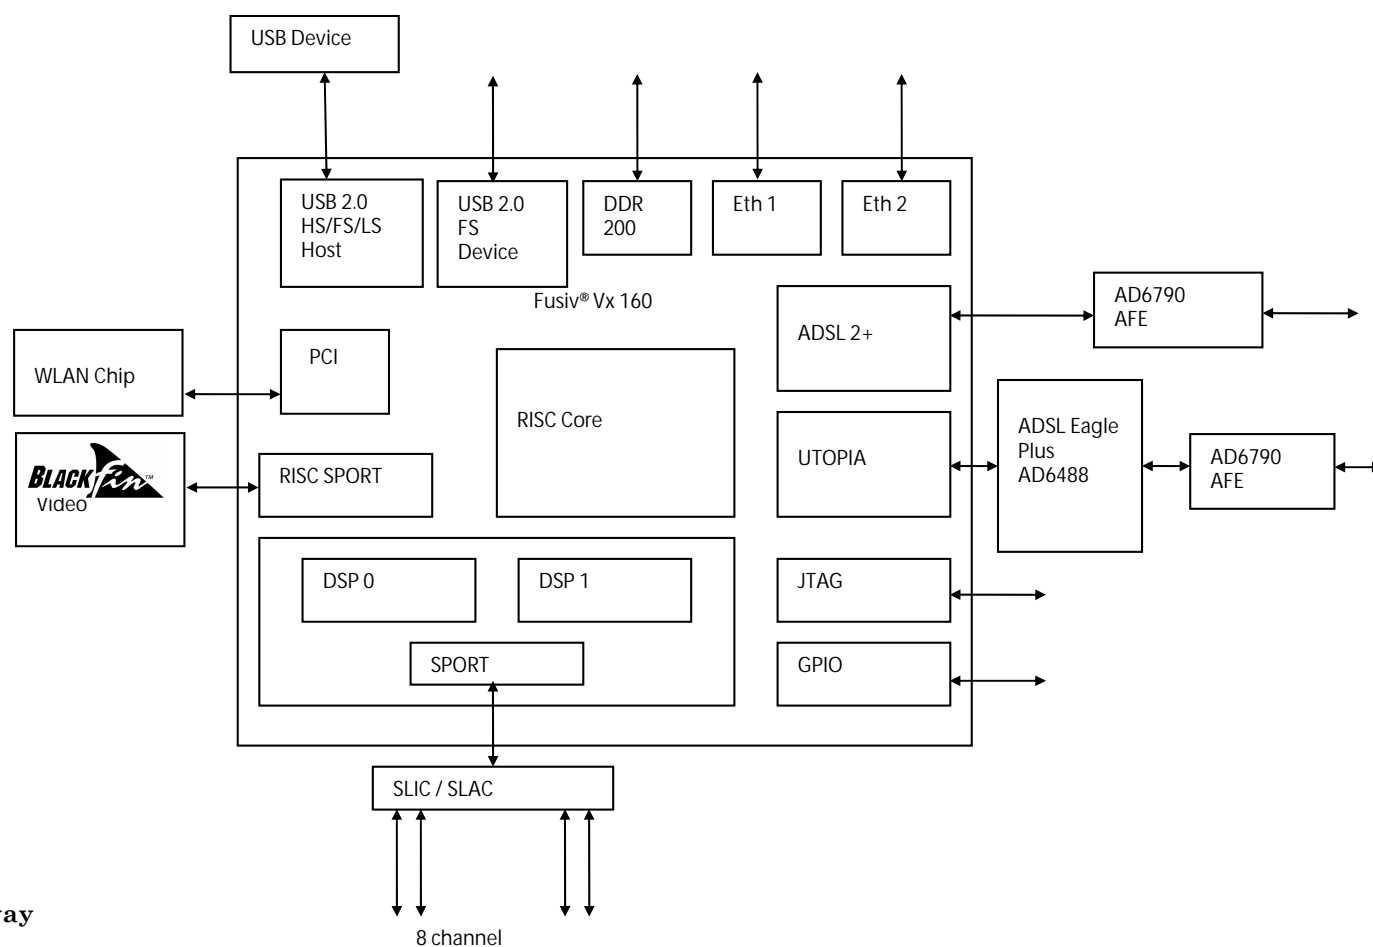 USB Device
USB 2.0
HS/FS/LS
Host
USB 2.0
FS
Device
DDR
200
Eth 1
Eth 2
Fusiv® Vx 160
ADSL 2+
AD6790
AFE
WLAN Chip
PCI
RISC Core
UTOPIA
ADSL Eagle
Plus
AD6488
AD6790
AFE
BLACKfin™
Video
RISC SPORT
DSP 0
DSP 1
SPORT
JTAG
GPIO
SLIC / SLAC
8 channel